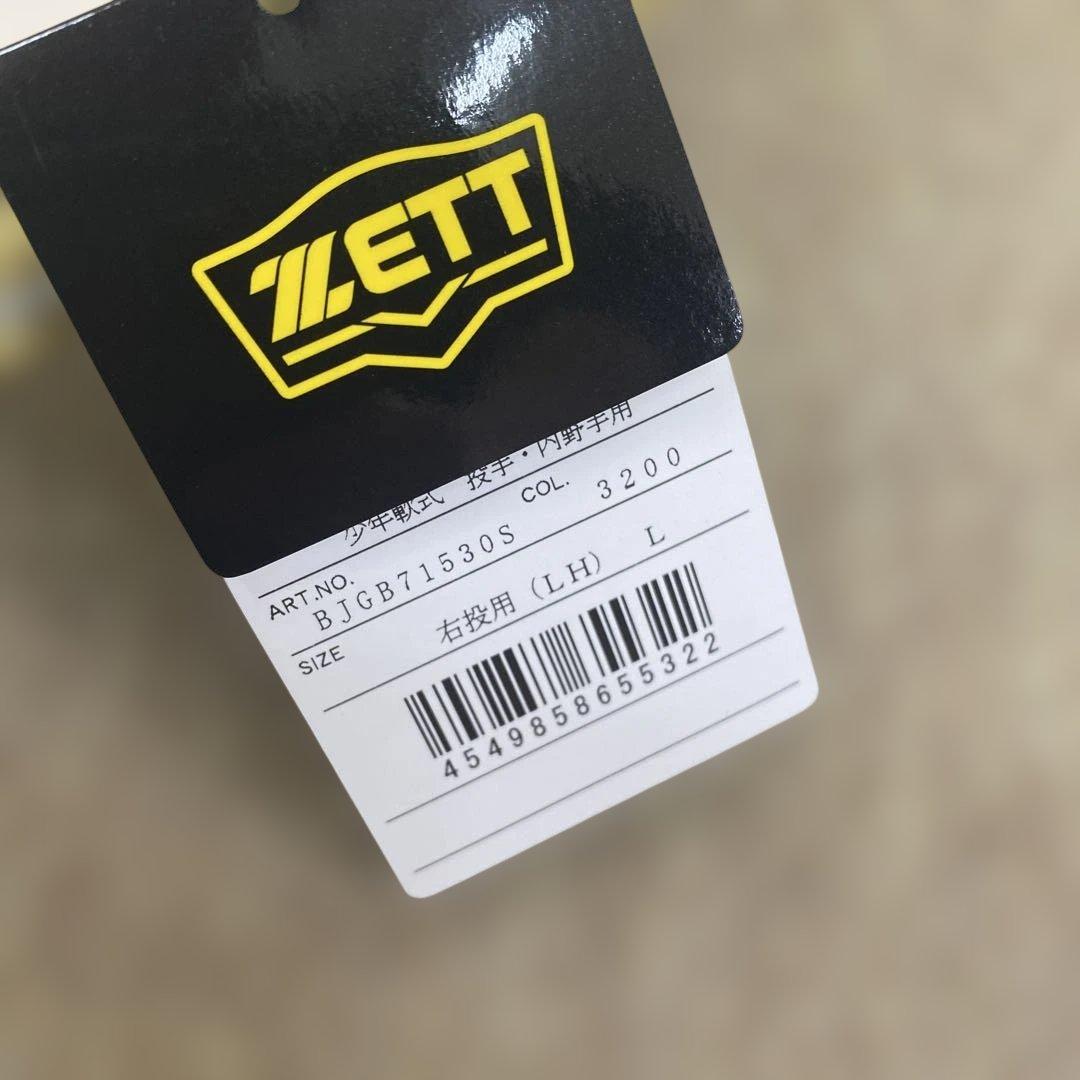 ZETT
少年軟式 投手・内野手用
ART.NO. BJGB71530S COL. 3200
SIZE 右投用(LH) L
4549858655322